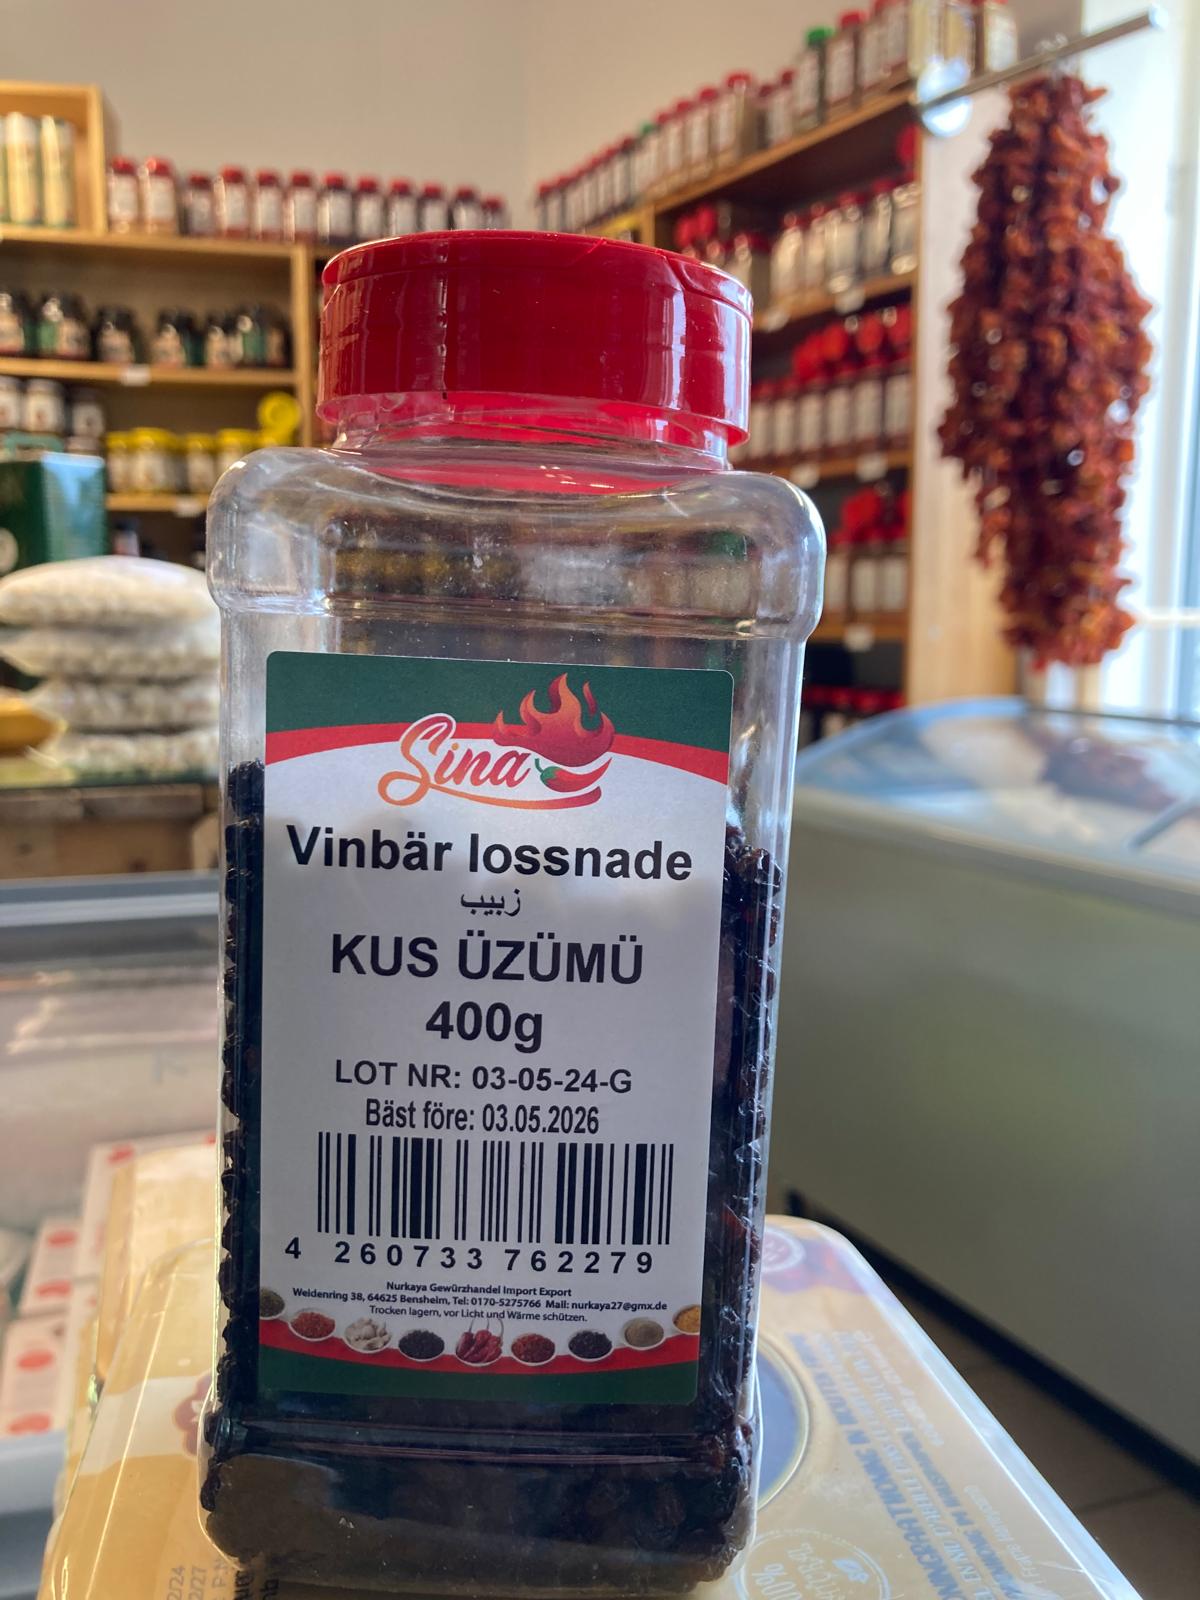 Sina
Vinbär lossnade
زبيب
KUS ÜZÜMÜ
400g
LOT NR: 03-05-24-G
Bäst före: 03.05.2026
4 260733 762279
Nurkaya Gewürzhandel Import Export
Weidenring 38, 64625 Bensheim, Tel: 0170-5275766 Mail: nurkaya27@gmx.de
Trocken lagern, vor Licht und Wärme schützen.